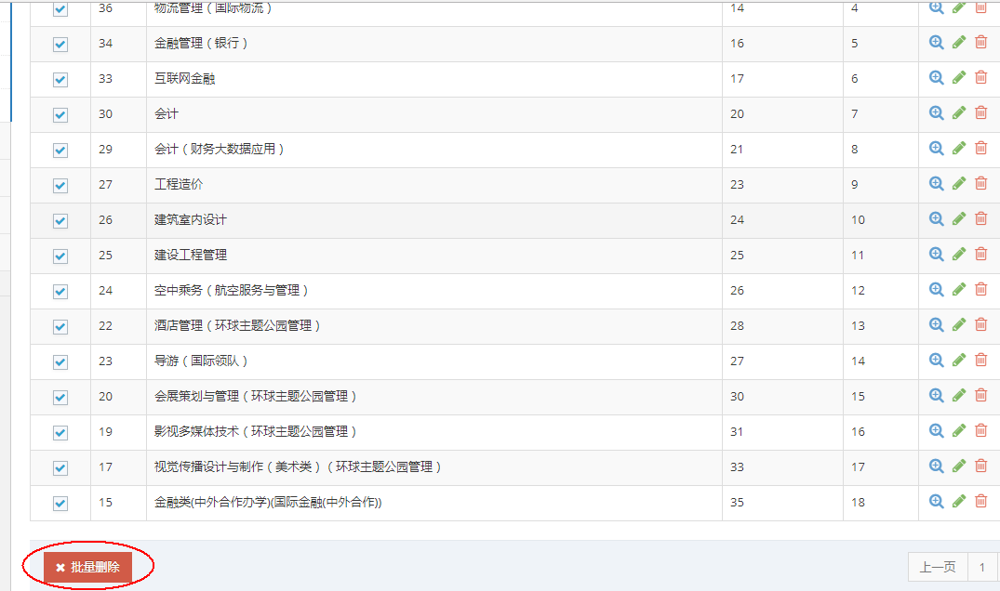 36 物流管理（国际物流） 14 4
34 金融管理（银行） 16 5
33 互联网金融 17 6
30 会计 20 7
29 会计（财务大数据应用） 21 8
27 工程造价 23 9
26 建筑室内设计 24 10
25 建设工程管理 25 11
24 空中乘务（航空服务与管理） 26 12
22 酒店管理（环球主题公园管理） 28 13
23 导游（国际领队） 27 14
20 会展策划与管理（环球主题公园管理） 30 15
19 影视多媒体技术（环球主题公园管理） 31 16
17 视觉传播设计与制作（美术类）（环球主题公园管理） 33 17
15 金融类(中外合作办学)(国际金融(中外合作)) 35 18
批量删除 上一页 1